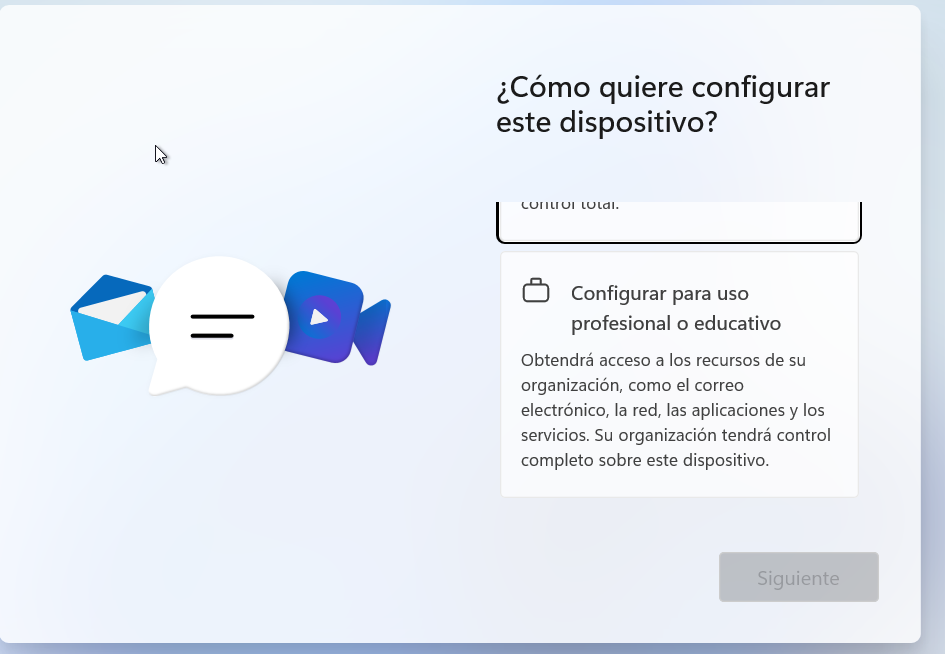 ¿Cómo quiere configurar
este dispositivo?
control total.
Configurar para uso
profesional o educativo
Obtendrá acceso a los recursos de su
organización, como el correo
electrónico, la red, las aplicaciones y los
servicios. Su organización tendrá control
completo sobre este dispositivo.
Siguiente